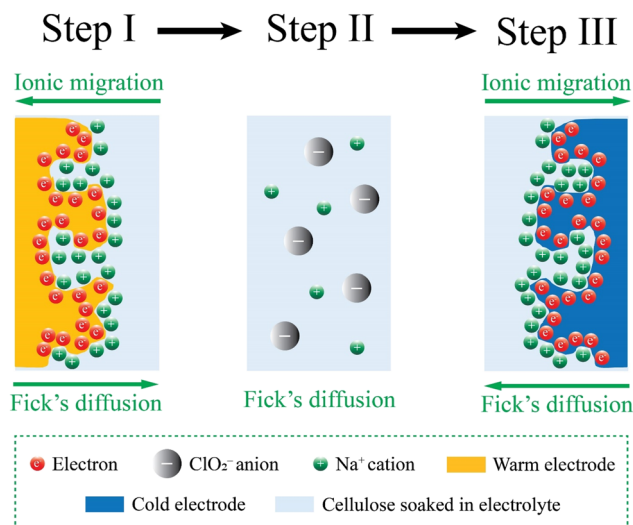 Step I → Step II → Step III
Ionic migration
Ionic migration
Fick's diffusion
Fick's diffusion
Fick's diffusion
Electron
ClO₂⁻ anion
Na⁺ cation
Warm electrode
Cold electrode
Cellulose soaked in electrolyte